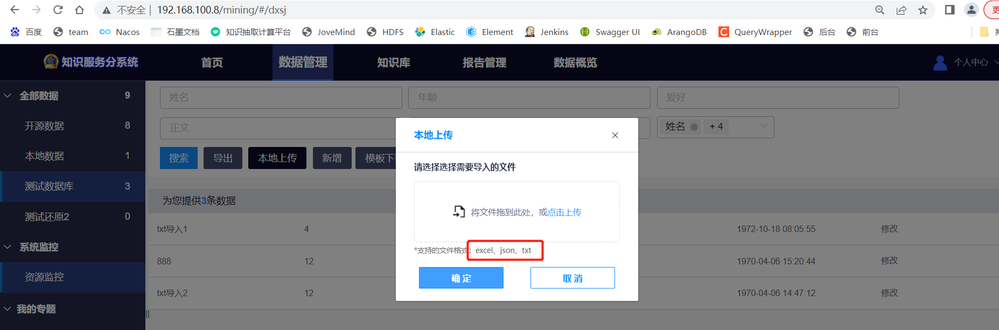 不安全 | 192.168.100.8/mining/#/dxsj
更
百度 team Nacos 石墨文档 知识抽取计算平台 JoveMind HDFS Elastic Element Jenkins Swagger UI ArangoDB QueryWrapper 后台 前台
知识服务分系统 首页 数据管理 知识库 报告管理 数据概览 个人中心
全部数据 9
开源数据 8
本地数据 1
测试数据库 3
测试还原2 0
系统监控
资源监控
我的专题
姓名 年龄 爱好
正文 姓名 + 4
搜索 导出 本地上传 新增 模板下
为您提供3条数据
txt导入1 4 1972-10-18 08:05:55 修改
888 12 1970-04-06 15:20:44 修改
txt导入2 12 1970-04-06 14:47:12 修改
本地上传
请选择选择需要导入的文件
将文件拖到此处，或点击上传
*支持的文件格式：excel、json、txt
确 定 取 消